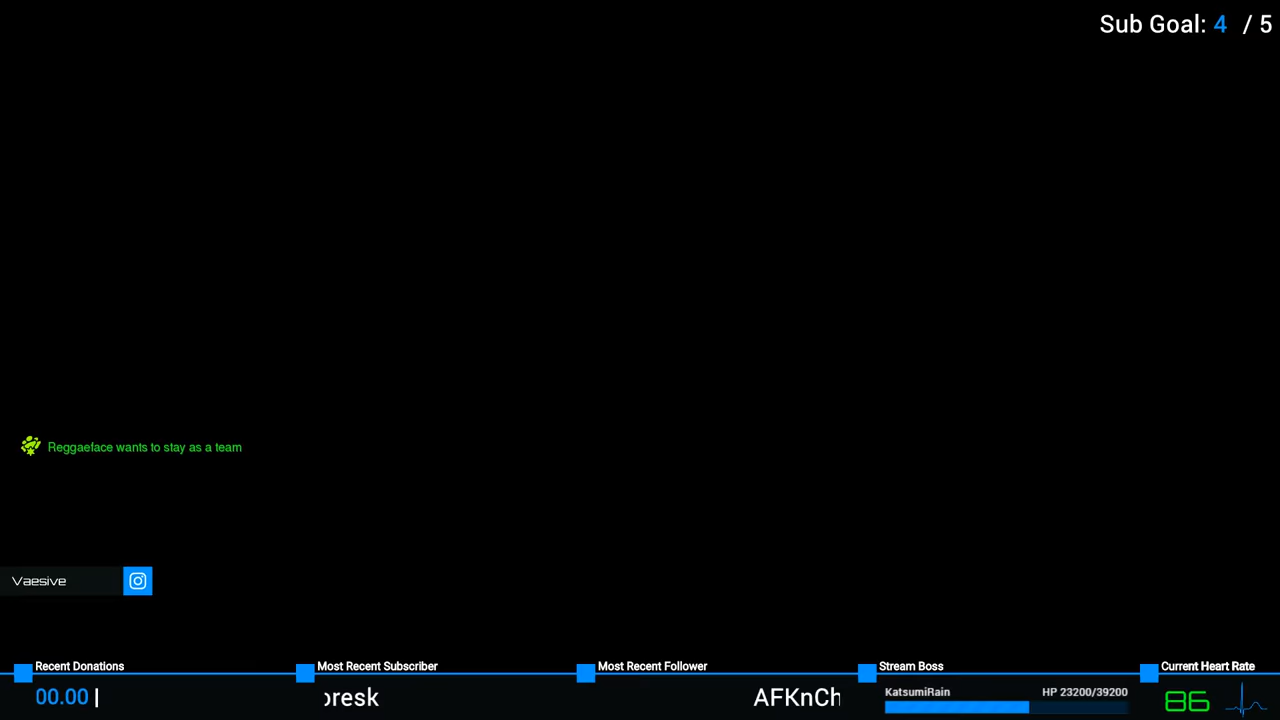 Sub Goal: 4 / 5
Reggaeface wants to stay as a team
Vaesive
Recent Donations
Most Recent Subscriber
Most Recent Follower
Stream Boss
Current Heart Rate
00.00 |
resk
AFKnCh
KatsumiRain
HP 23200/39200
86